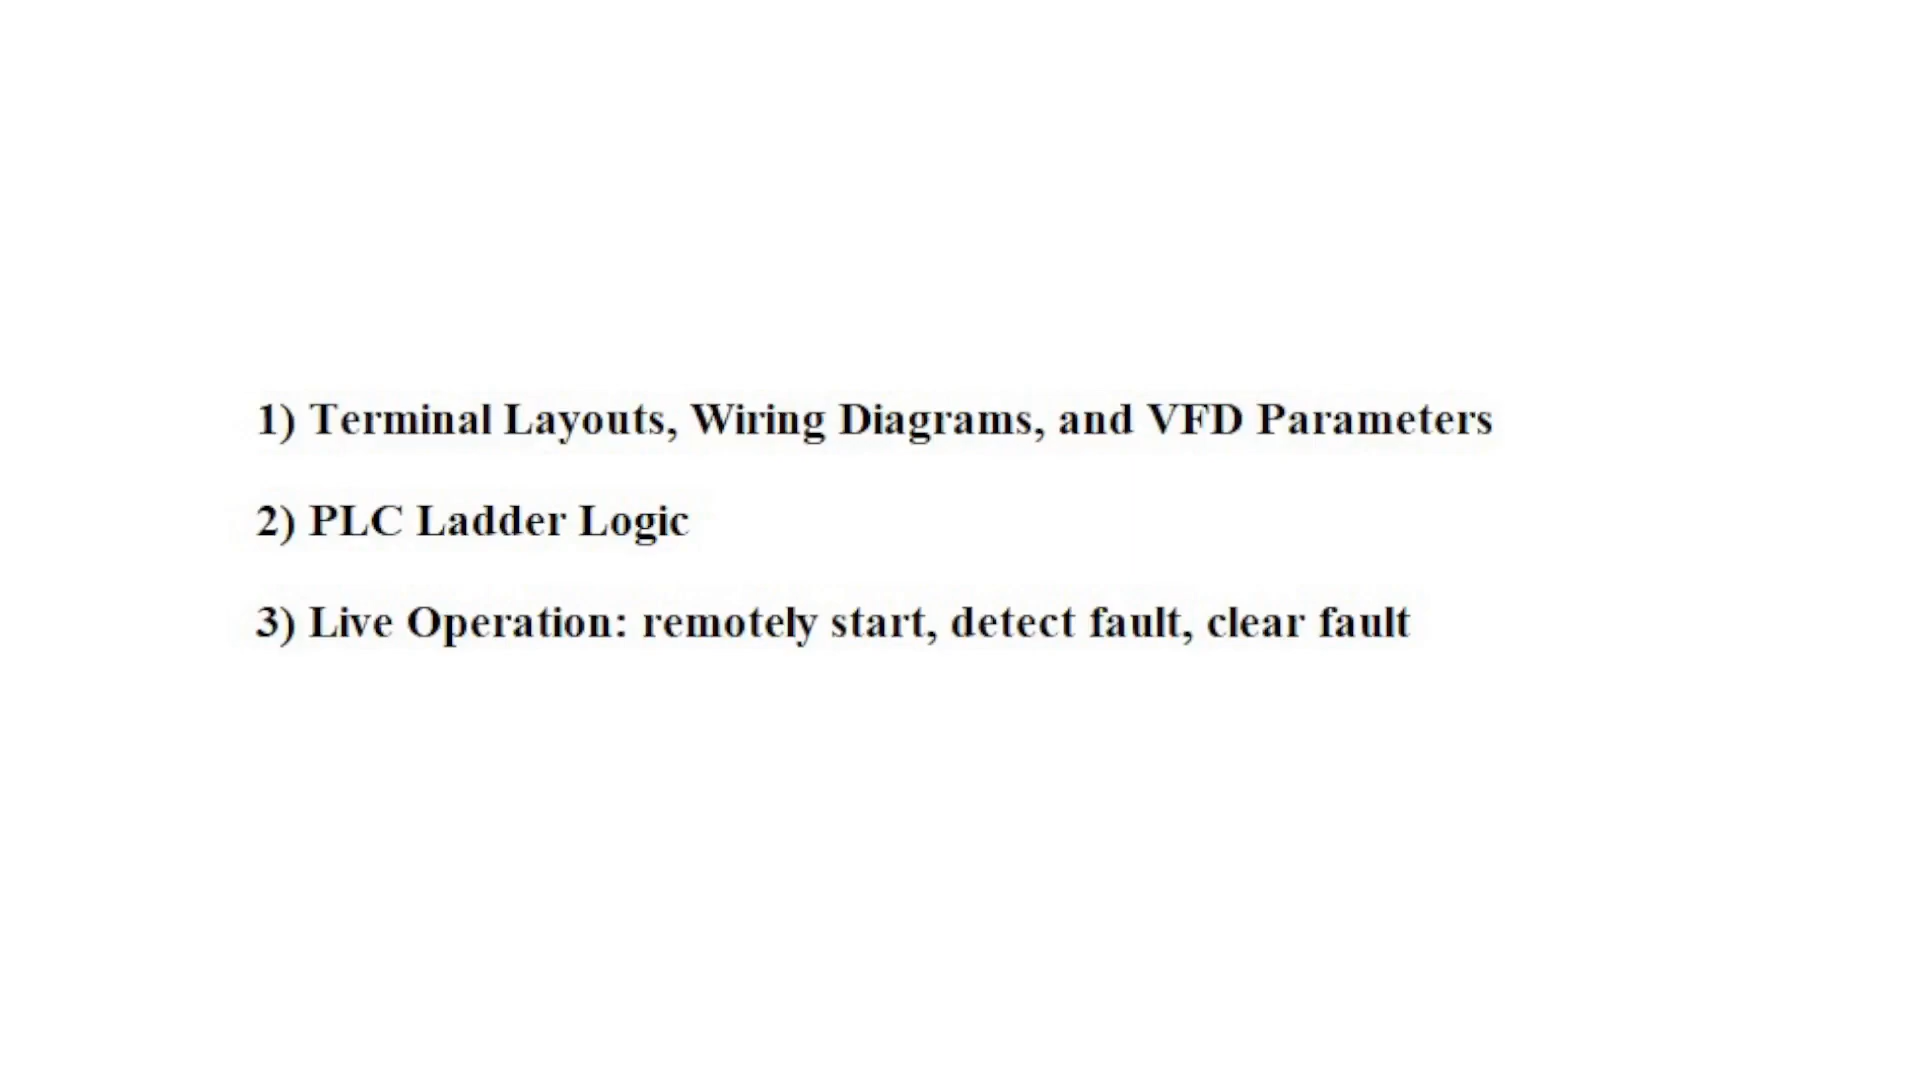 1) Terminal Layouts, Wiring Diagrams, and VFD Parameters
2) PLC Ladder Logic
3) Live Operation: remotely start, detect fault, clear fault